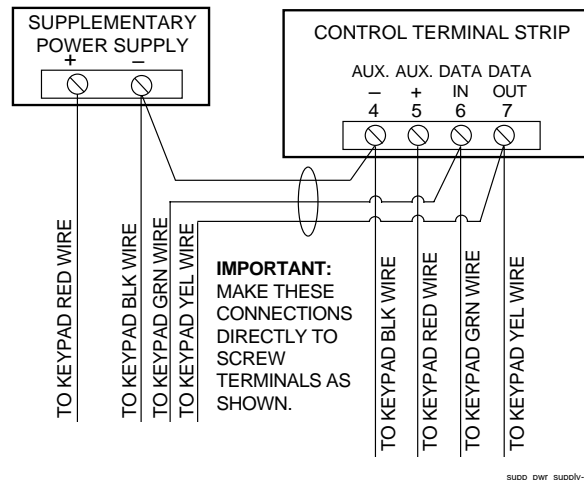 SUPPLEMENTARY
POWER SUPPLY
+ –
CONTROL TERMINAL STRIP
AUX. AUX. DATA DATA
– + IN OUT
4 5 6 7
TO KEYPAD RED WIRE
TO KEYPAD BLK WIRE
TO KEYPAD GRN WIRE
TO KEYPAD YEL WIRE
IMPORTANT:
MAKE THESE
CONNECTIONS
DIRECTLY TO
SCREW
TERMINALS AS
SHOWN.
TO KEYPAD BLK WIRE
TO KEYPAD RED WIRE
TO KEYPAD GRN WIRE
TO KEYPAD YEL WIRE
supp_pwr_supply-